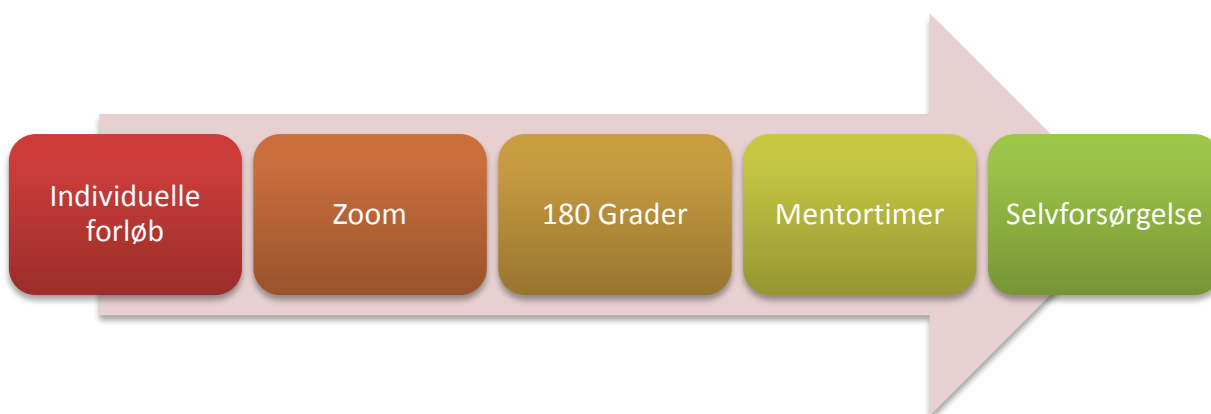 Individuelle
forløb
Zoom
180 Grader
Mentortimer
Selvforsørgelse